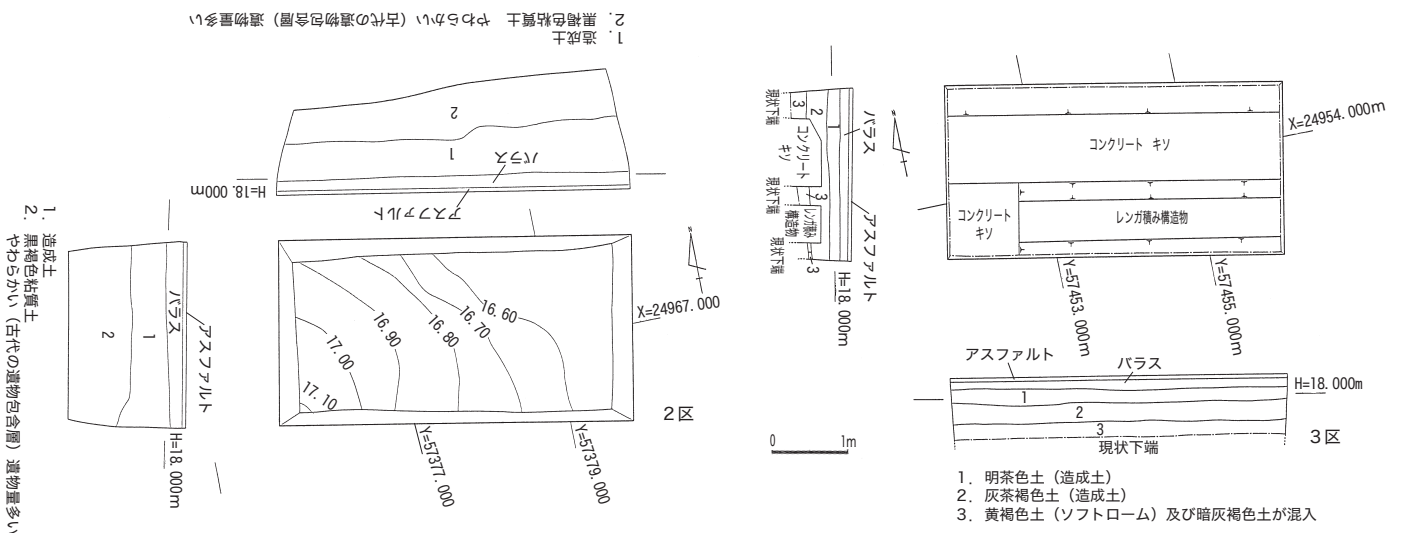 1. 造成土
2. 黒褐色粘質土 やわらかい（古代の遺物包含層）遺物量多い
2
1
バラス
アスファルト
H=18.000m
1. 造成土
2. 黒褐色粘質土
やわらかい（古代の遺物包含層）遺物量多い
2
1
バラス
アスファルト
H=18.000m
N
X=24967.000
16.60
16.70
16.80
16.90
17.00
17.10
Y=57377.000
Y=57379.000
2区
現状下端
3
2
1
バラス
コンクリート
キソ
現状下端
3
レンガ積み
構造物
現状下端
3
アスファルト
H=18.000m
N
X=24954.000m
コンクリート キソ
コンクリート
キソ
レンガ積み構造物
Y=57453.000m
Y=57455.000m
アスファルト
バラス
H=18.000m
1
2
3
現状下端
3区
0 1m
1. 明茶色土（造成土）
2. 灰茶褐色土（造成土）
3. 黄褐色土（ソフトローム）及び暗灰褐色土が混入